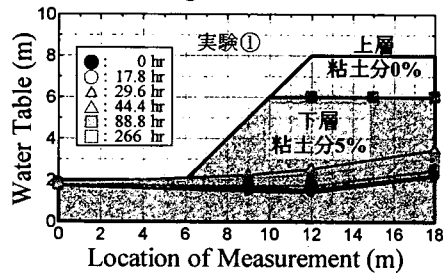 実験①
上層
粘土分0%
下層
粘土分5%
: 0 hr
: 17.8 hr
: 29.6 hr
: 44.4 hr
: 88.8 hr
: 266 hr
Water Table (m)
10
8
6
4
2
0
0 2 4 6 8 10 12 14 16 18
Location of Measurement (m)